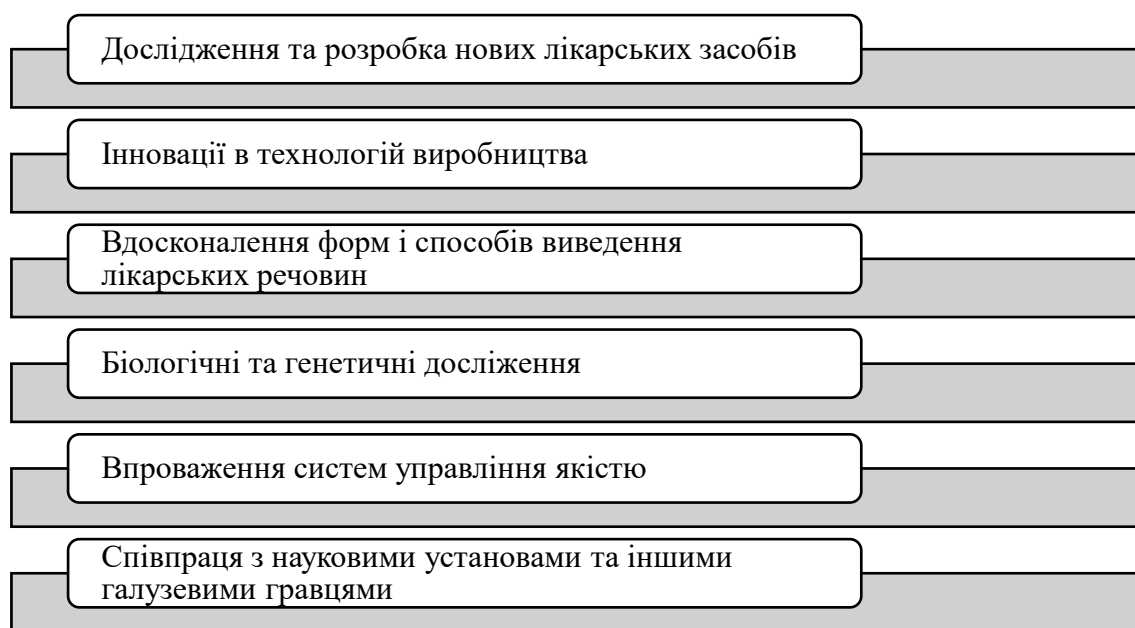 Дослідження та розробка нових лікарських засобів
Інновації в технологій виробництва
Вдосконалення форм і способів виведення
лікарських речовин
Біологічні та генетичні досліження
Впроваження систем управління якістю
Співпраця з науковими установами та іншими
галузевими гравцями